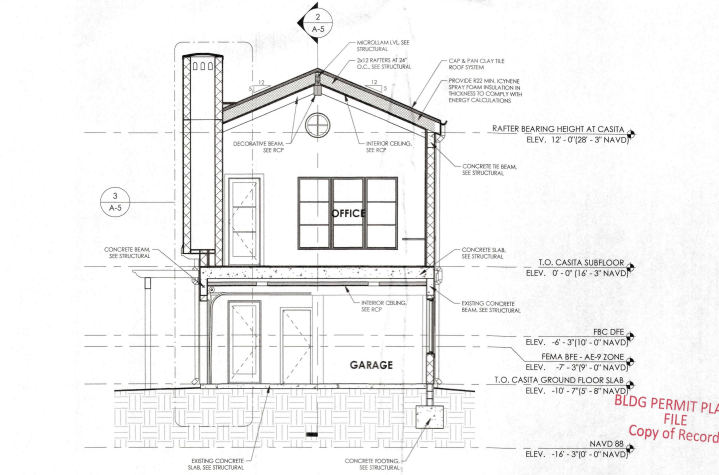 2
A-5
MICROLLAM LVL, SEE
STRUCTURAL
2x12 RAFTERS AT 24"
O.C., SEE STRUCTURAL
CAP & PAN CLAY TILE
ROOF SYSTEM
12
5
12
5
PROVIDE R22 MIN. ICYNENE
SPRAY FOAM INSULATION IN
THICKNESS TO COMPLY WITH
ENERGY CALCULATIONS
RAFTER BEARING HEIGHT AT CASITA
ELEV. 12' - 0"(28' - 3" NAVD)
DECORATIVE BEAM,
SEE RCP
INTERIOR CEILING,
SEE RCP
CONCRETE TIE BEAM,
SEE STRUCTURAL
3
A-5
OFFICE
CONCRETE BEAM,
SEE STRUCTURAL
CONCRETE SLAB,
SEE STRUCTURAL
T.O. CASITA SUBFLOOR
ELEV. 0' - 0" (16' - 3" NAVD)
INTERIOR CEILING,
SEE RCP
EXISTING CONCRETE
BEAM, SEE STRUCTURAL
FBC DFE
ELEV. -6' - 3"(10' - 0" NAVD)
FEMA BFE - AE-9 ZONE
ELEV. -7' - 3"(9' - 0" NAVD)
GARAGE
T.O. CASITA GROUND FLOOR SLAB
ELEV. -10' - 7"(5' - 8" NAVD)
BLDG PERMIT PLA
FILE
Copy of Record
NAVD 88
ELEV. -16' - 3"(0' - 0" NAVD)
EXISTING CONCRETE
SLAB, SEE STRUCTURAL
CONCRETE FOOTING,
SEE STRUCTURAL